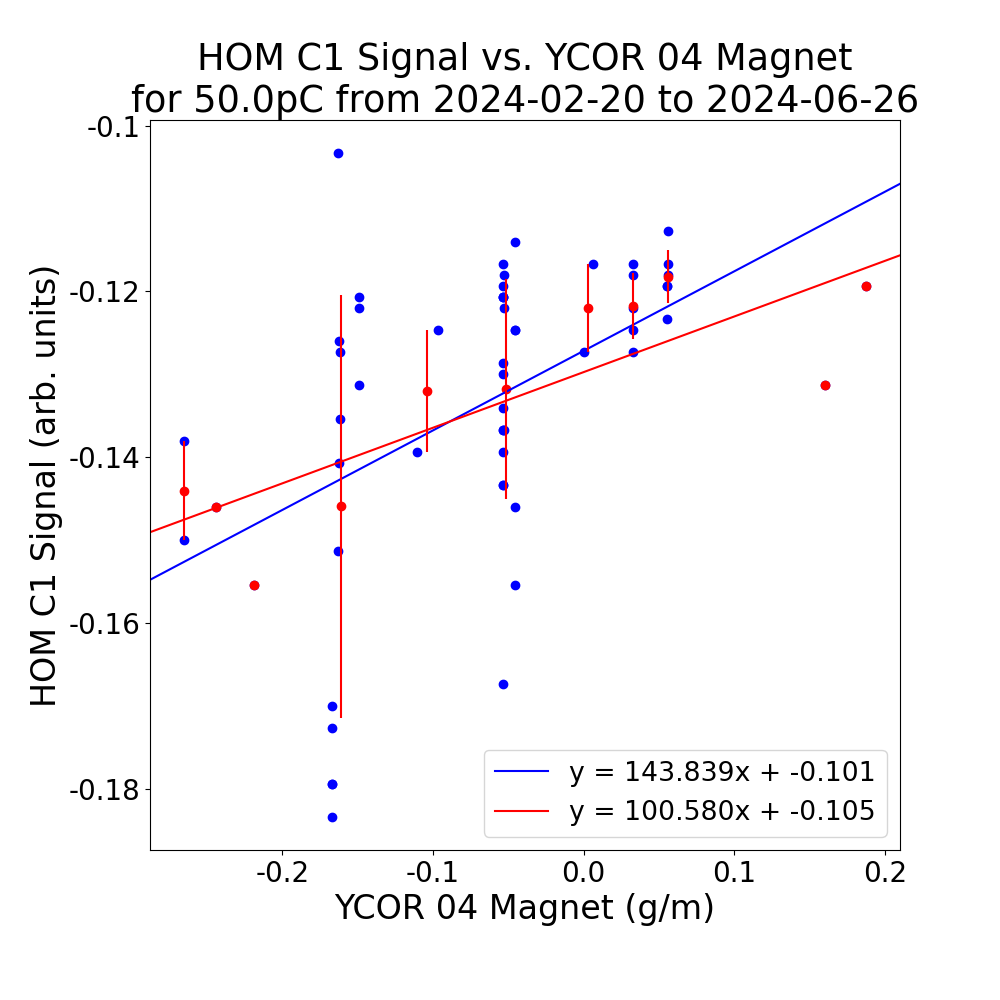 HOM C1 Signal vs. YCOR 04 Magnet
for 50.0pC from 2024-02-20 to 2024-06-26
HOM C1 Signal (arb. units)
-0.1
-0.12
-0.14
-0.16
-0.18
y = 143.839x + -0.101
y = 100.580x + -0.105
-0.2
-0.1
0.0
0.1
0.2
YCOR 04 Magnet (g/m)